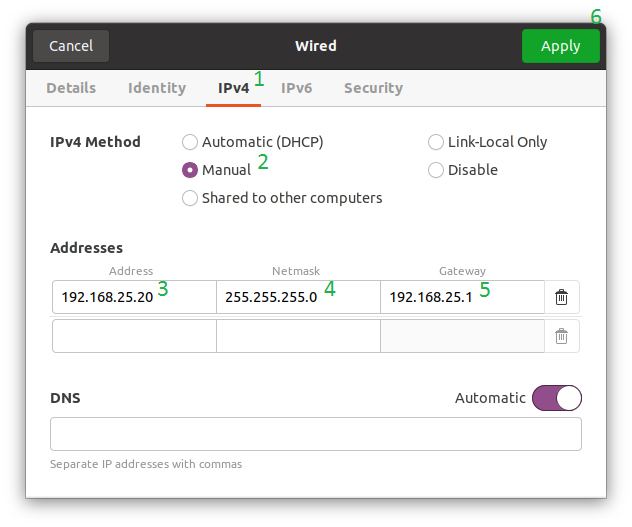 6
Cancel Wired Apply
Details Identity IPv4 1 IPv6 Security
IPv4 Method Automatic (DHCP) Link-Local Only
Manual 2 Disable
Shared to other computers
Addresses
Address Netmask Gateway
192.168.25.20 3 255.255.255.0 4 192.168.25.1 5
DNS Automatic
Separate IP addresses with commas